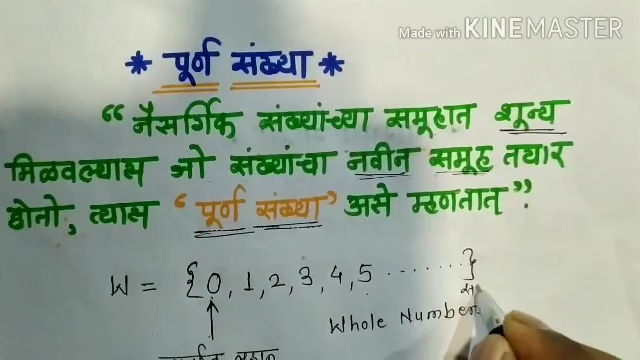 Made with KINEMASTER
* पूर्ण संख्या *
“ नैसर्गिक संख्यांच्या समूहात शून्य
मिळवल्यास जो संख्यांचा नवीन समूह तयार
होतो, त्यास ‘ पूर्ण संख्या ’ असे म्हणतात् ”.
W = { 0, 1, 2, 3, 4, 5 ........ }
Whole Number